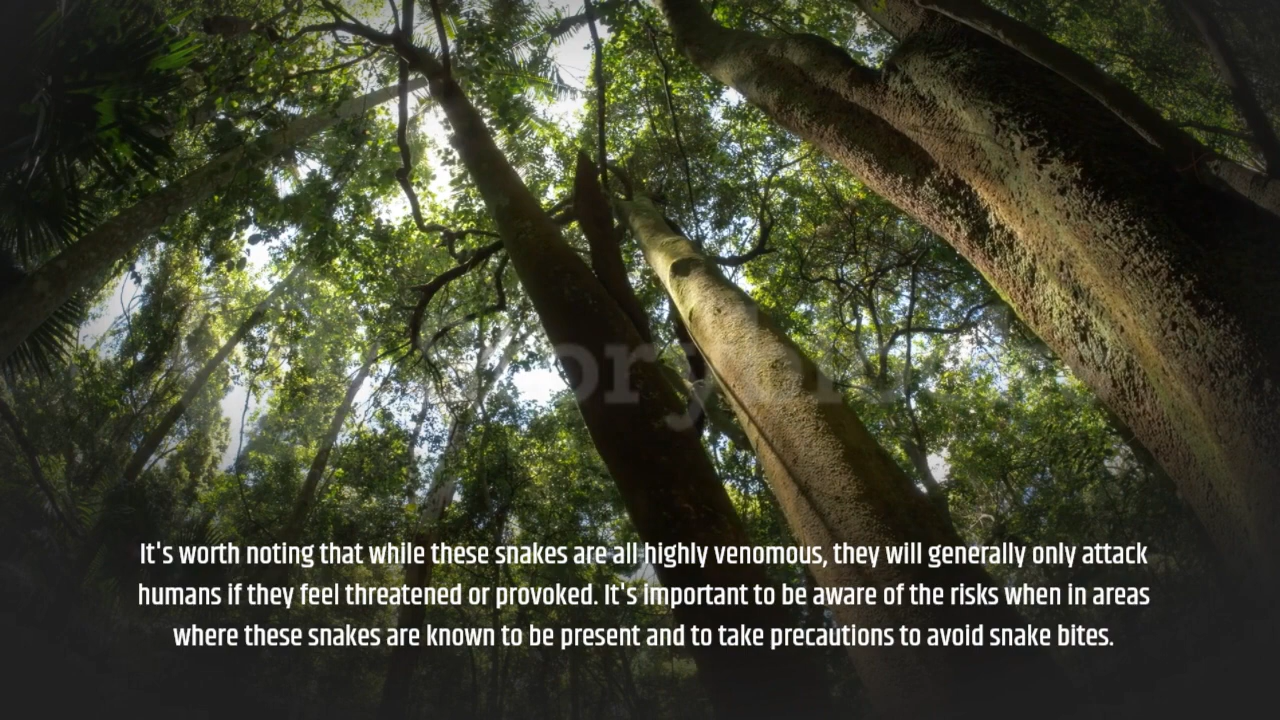 It's worth noting that while these snakes are all highly venomous, they will generally only attack
humans if they feel threatened or provoked. It's important to be aware of the risks when in areas
where these snakes are known to be present and to take precautions to avoid snake bites.